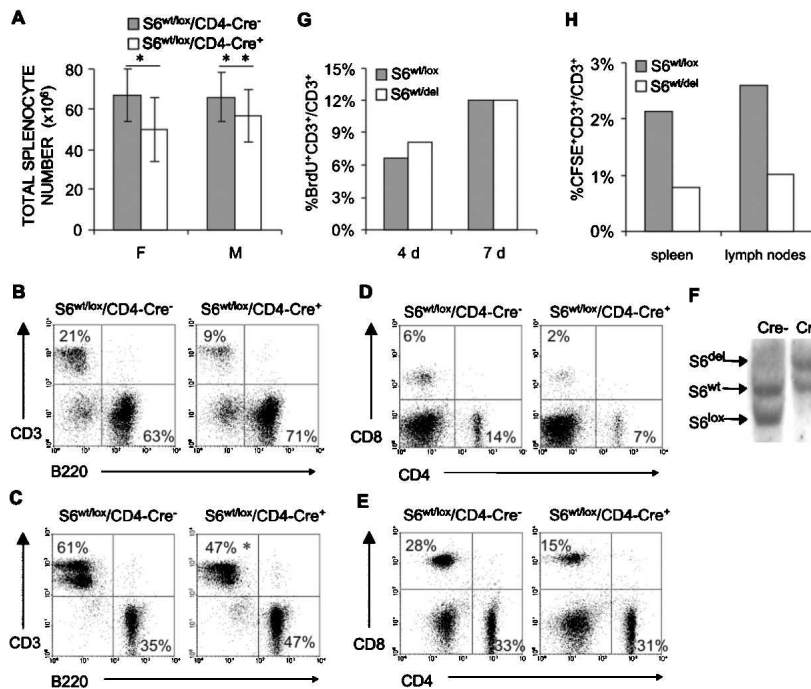 A
S6wt/lox/CD4-Cre-
S6wt/lox/CD4-Cre+
TOTAL SPLENOCYTE
NUMBER (x10⁶)
80
60
40
20
0
*
* *
F
M
G
%BrdU+CD3+/CD3+
15%
12%
9%
6%
3%
0%
S6wt/lox
S6wt/del
4 d
7 d
H
%CFSE+CD3+/CD3+
3%
2%
1%
0%
S6wt/lox
S6wt/del
spleen
lymph nodes
B
S6wt/lox/CD4-Cre-
S6wt/lox/CD4-Cre+
21%
63%
9%
71%
CD3
B220
D
S6wt/lox/CD4-Cre-
S6wt/lox/CD4-Cre+
6%
14%
2%
7%
CD8
CD4
F
Cre-
Cr
S6del
S6wt
S6lox
C
S6wt/lox/CD4-Cre-
S6wt/lox/CD4-Cre+
61%
35%
47% *
47%
CD3
B220
E
S6wt/lox/CD4-Cre-
S6wt/lox/CD4-Cre+
28%
33%
15%
31%
CD8
CD4